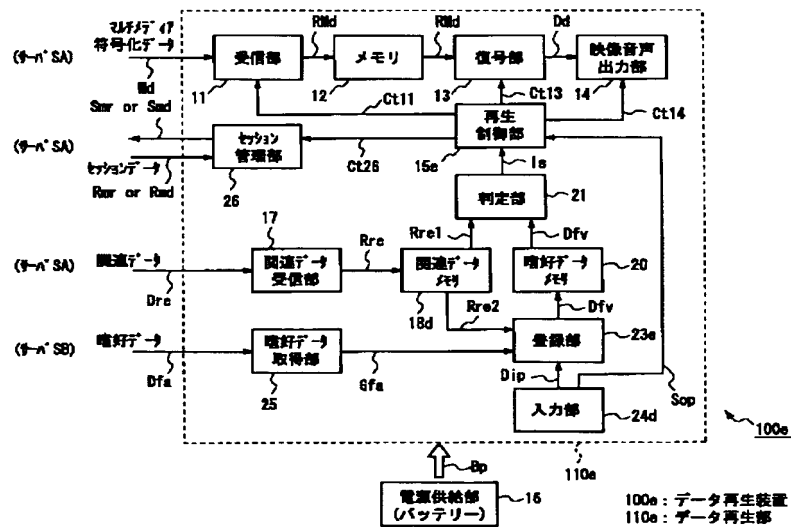 マルチメディア
(サーバSA) 符号化データ
Md
受信部
11
RMd
メモリ
12
RMd
復号部
13
Dd
映像音声
出力部
14
Ct11
Ct13
Ct14
(サーバSA)
Smr or Smd
セッションデータ
Rmr or Rmd
セッション
管理部
26
Ct26
再生
制御部
15e
Is
判定部
21
Rre1
Dfv
(サーバSA) 関連データ
Dre
17
関連データ
受信部
Rre
関連データ
メモリ
18d
嗜好データ
メモリ
20
Rre2
Dfv
(サーバSB) 嗜好データ
Dfa
嗜好データ
取得部
25
Gfa
登録部
23e
Dip
Sop
入力部
24d
100e
110e
Bp
電源供給部
(バッテリー)
16
100e:データ再生装置
110e:データ再生部